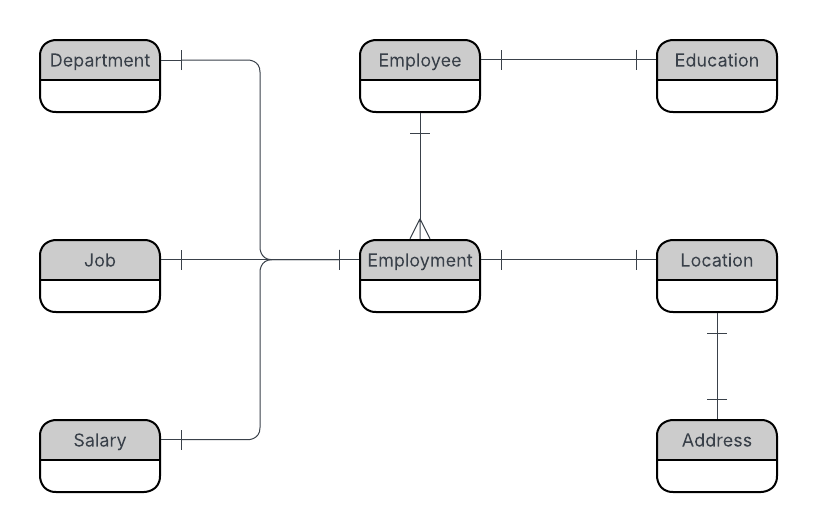 Department
Employee
Education
Job
Employment
Location
Salary
Address